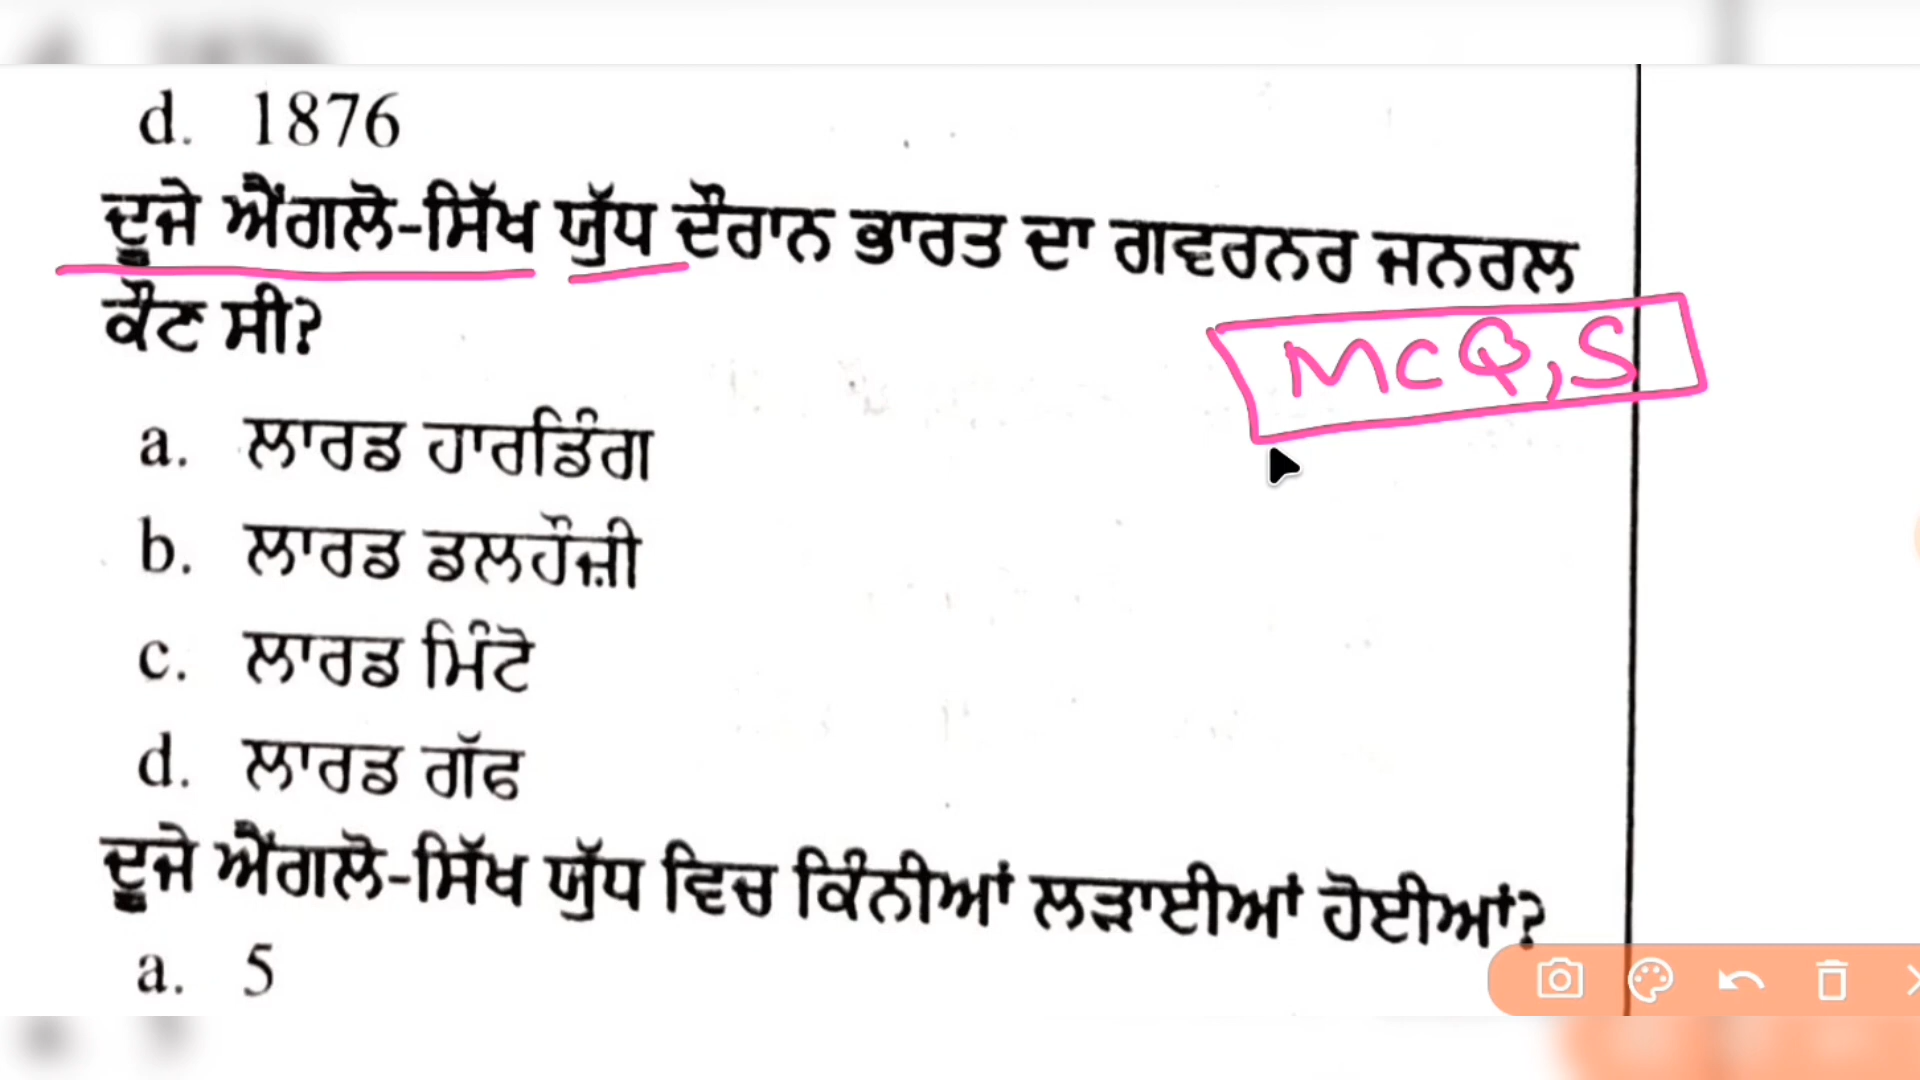 d. 1876
ਦੂਜੇ ਐਂਗਲੋ-ਸਿੱਖ ਯੁੱਧ ਦੌਰਾਨ ਭਾਰਤ ਦਾ ਗਵਰਨਰ ਜਨਰਲ
ਕੌਣ ਸੀ?
MCQ,S
a. ਲਾਰਡ ਹਾਰਡਿੰਗ
b. ਲਾਰਡ ਡਲਹੌਜ਼ੀ
c. ਲਾਰਡ ਮਿੰਟੋ
d. ਲਾਰਡ ਗੱਫ
ਦੂਜੇ ਐਂਗਲੋ-ਸਿੱਖ ਯੁੱਧ ਵਿਚ ਕਿੰਨੀਆਂ ਲੜਾਈਆਂ ਹੋਈਆਂ?
a. 5